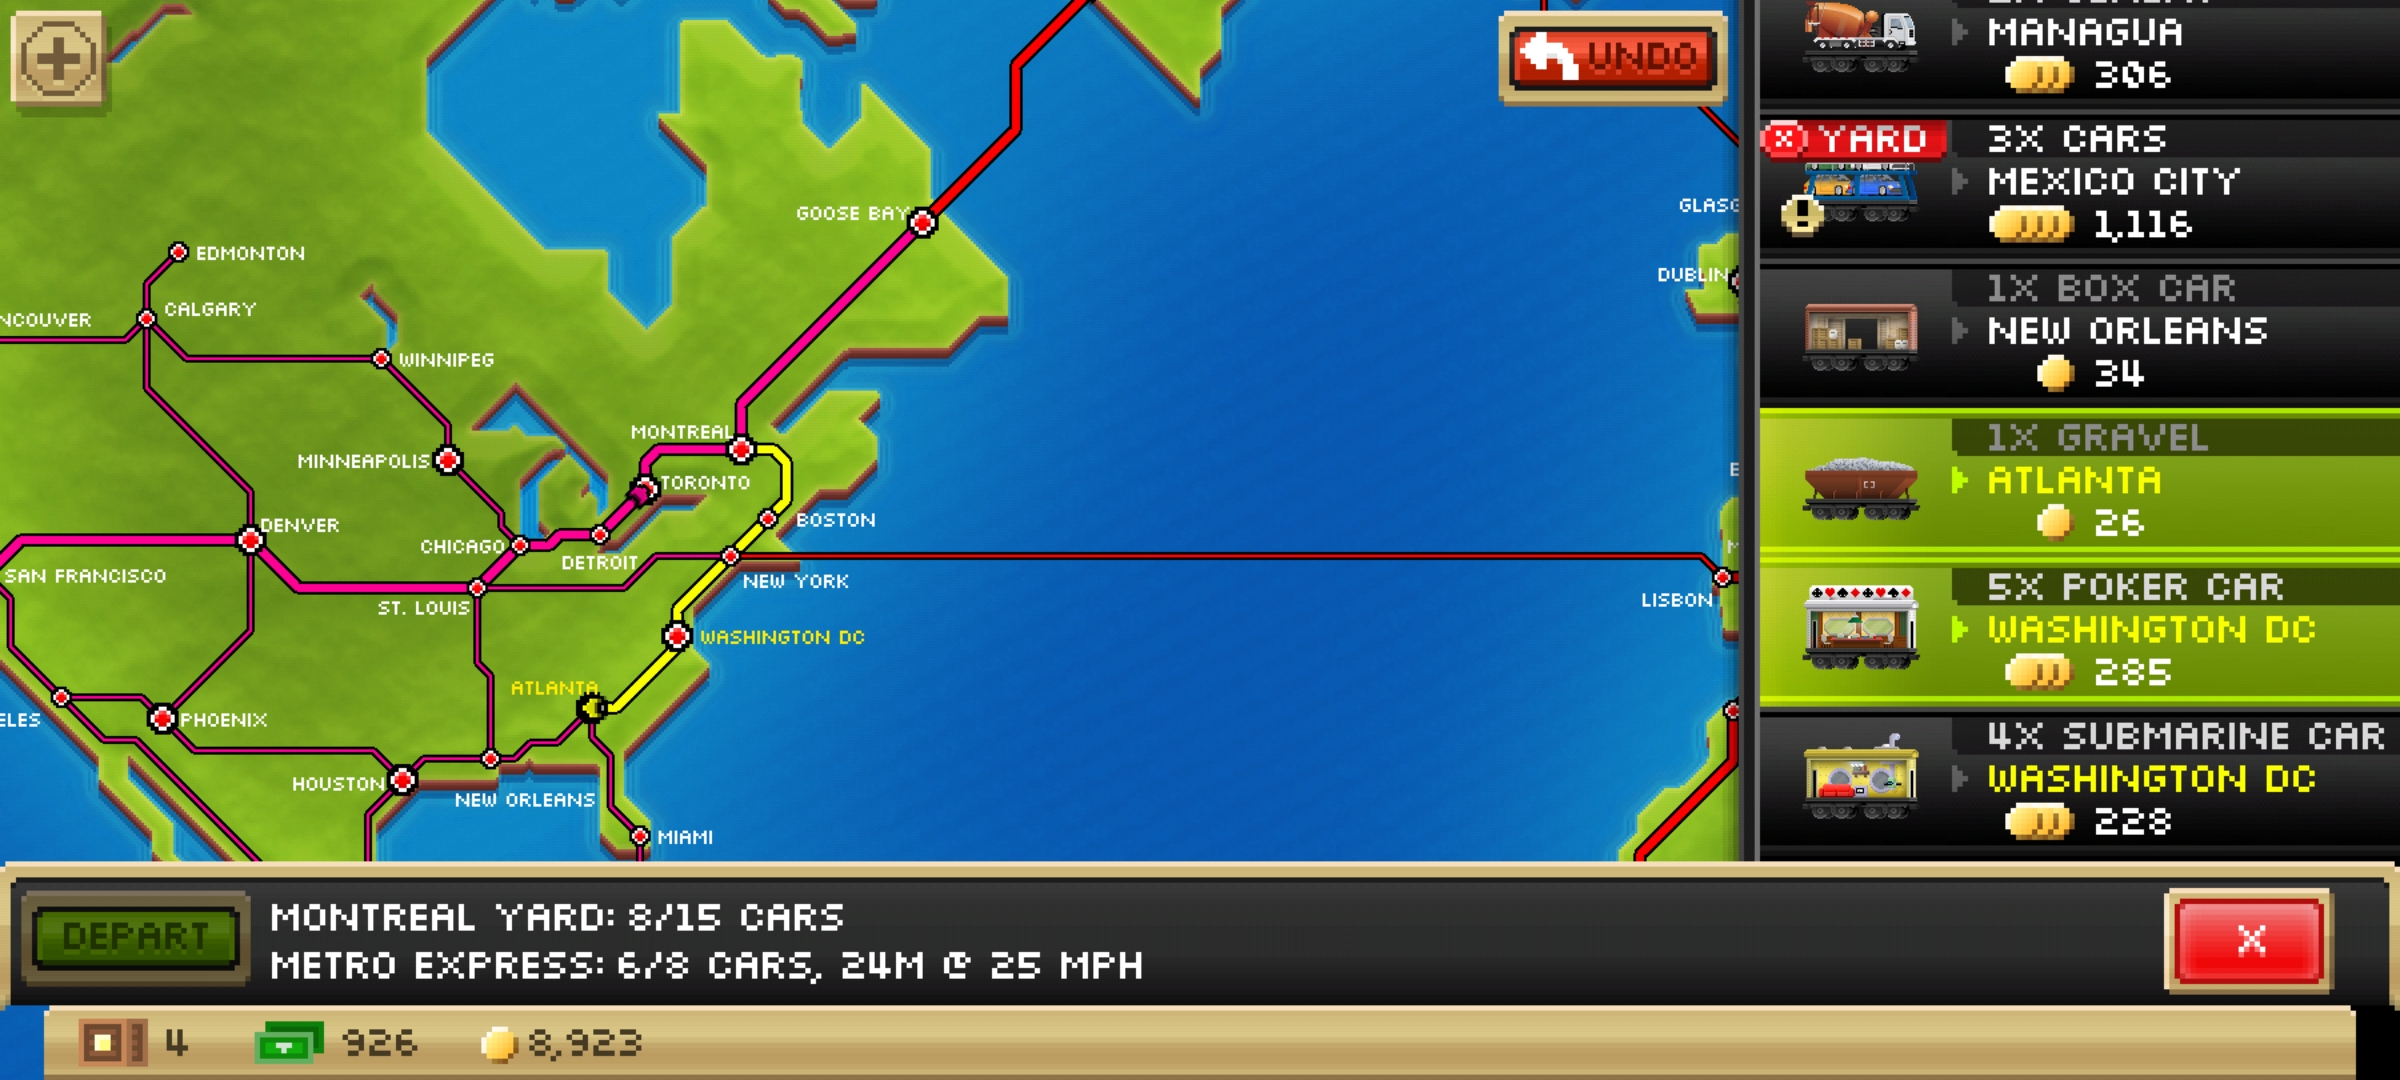 UNDO
GOOSE BAY
EDMONTON
CALGARY
NCOUVER
WINNIPEG
MONTREAL
MINNEAPOLIS
TORONTO
DENVER
BOSTON
CHICAGO
DETROIT
SAN FRANCISCO
NEW YORK
ST. LOUIS
WASHINGTON DC
ATLANTA
ELES
PHOENIX
HOUSTON
NEW ORLEANS
MIAMI
GLASG
DUBLIN
LISBON
MANAGUA
306
YARD
3X CARS
MEXICO CITY
1,116
1X BOX CAR
NEW ORLEANS
34
1X GRAVEL
ATLANTA
26
5X POKER CAR
WASHINGTON DC
285
4X SUBMARINE CAR
WASHINGTON DC
228
DEPART
MONTREAL YARD: 8/15 CARS
METRO EXPRESS: 6/8 CARS, 24M @ 25 MPH
X
4
926
8,923